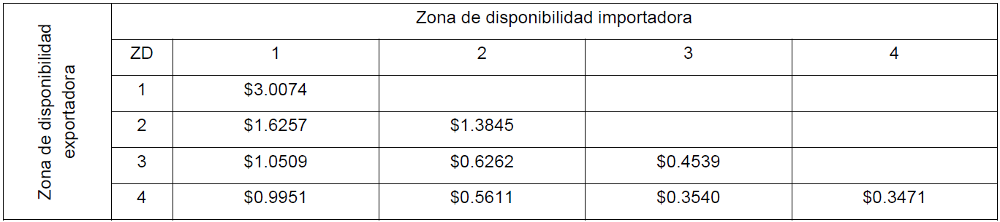 Zona de disponibilidad
exportadora
Zona de disponibilidad importadora
ZD 1 2 3 4
1 $3.0074
2 $1.6257 $1.3845
3 $1.0509 $0.6262 $0.4539
4 $0.9951 $0.5611 $0.3540 $0.3471